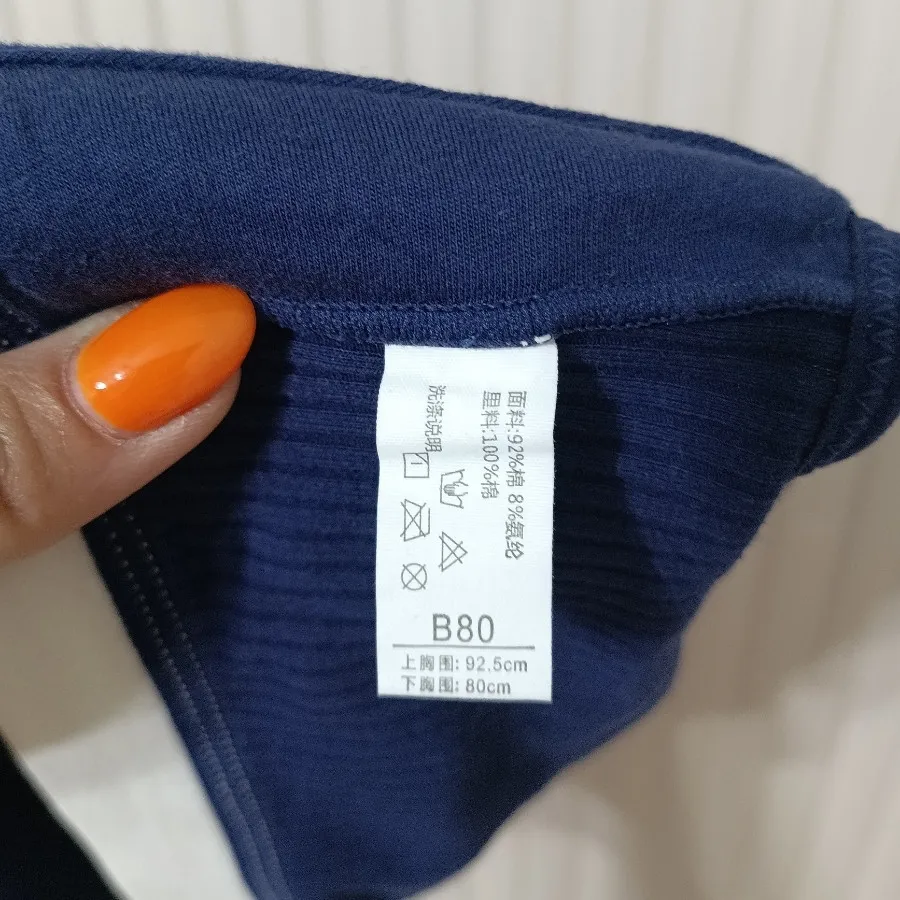 面料:92%棉 8%氨纶
里料:100%棉
洗涤说明
B80
上胸围: 92.5cm
下胸围: 80cm